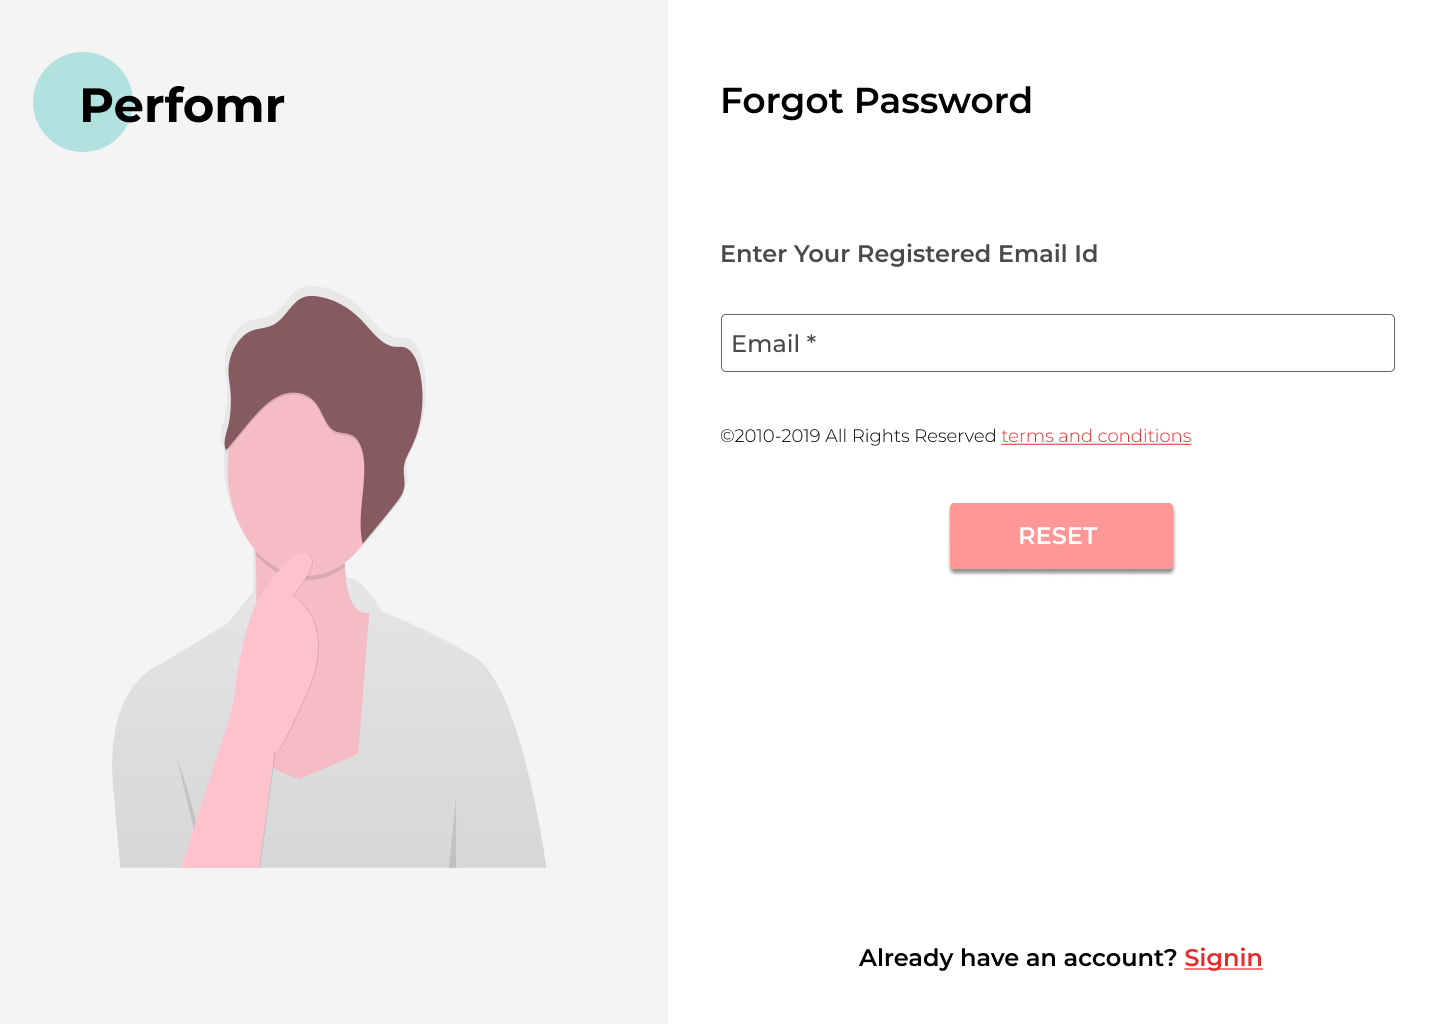 Perfomr
Forgot Password
Enter Your Registered Email Id
Email *
©2010-2019 All Rights Reserved terms and conditions
RESET
Already have an account? Signin